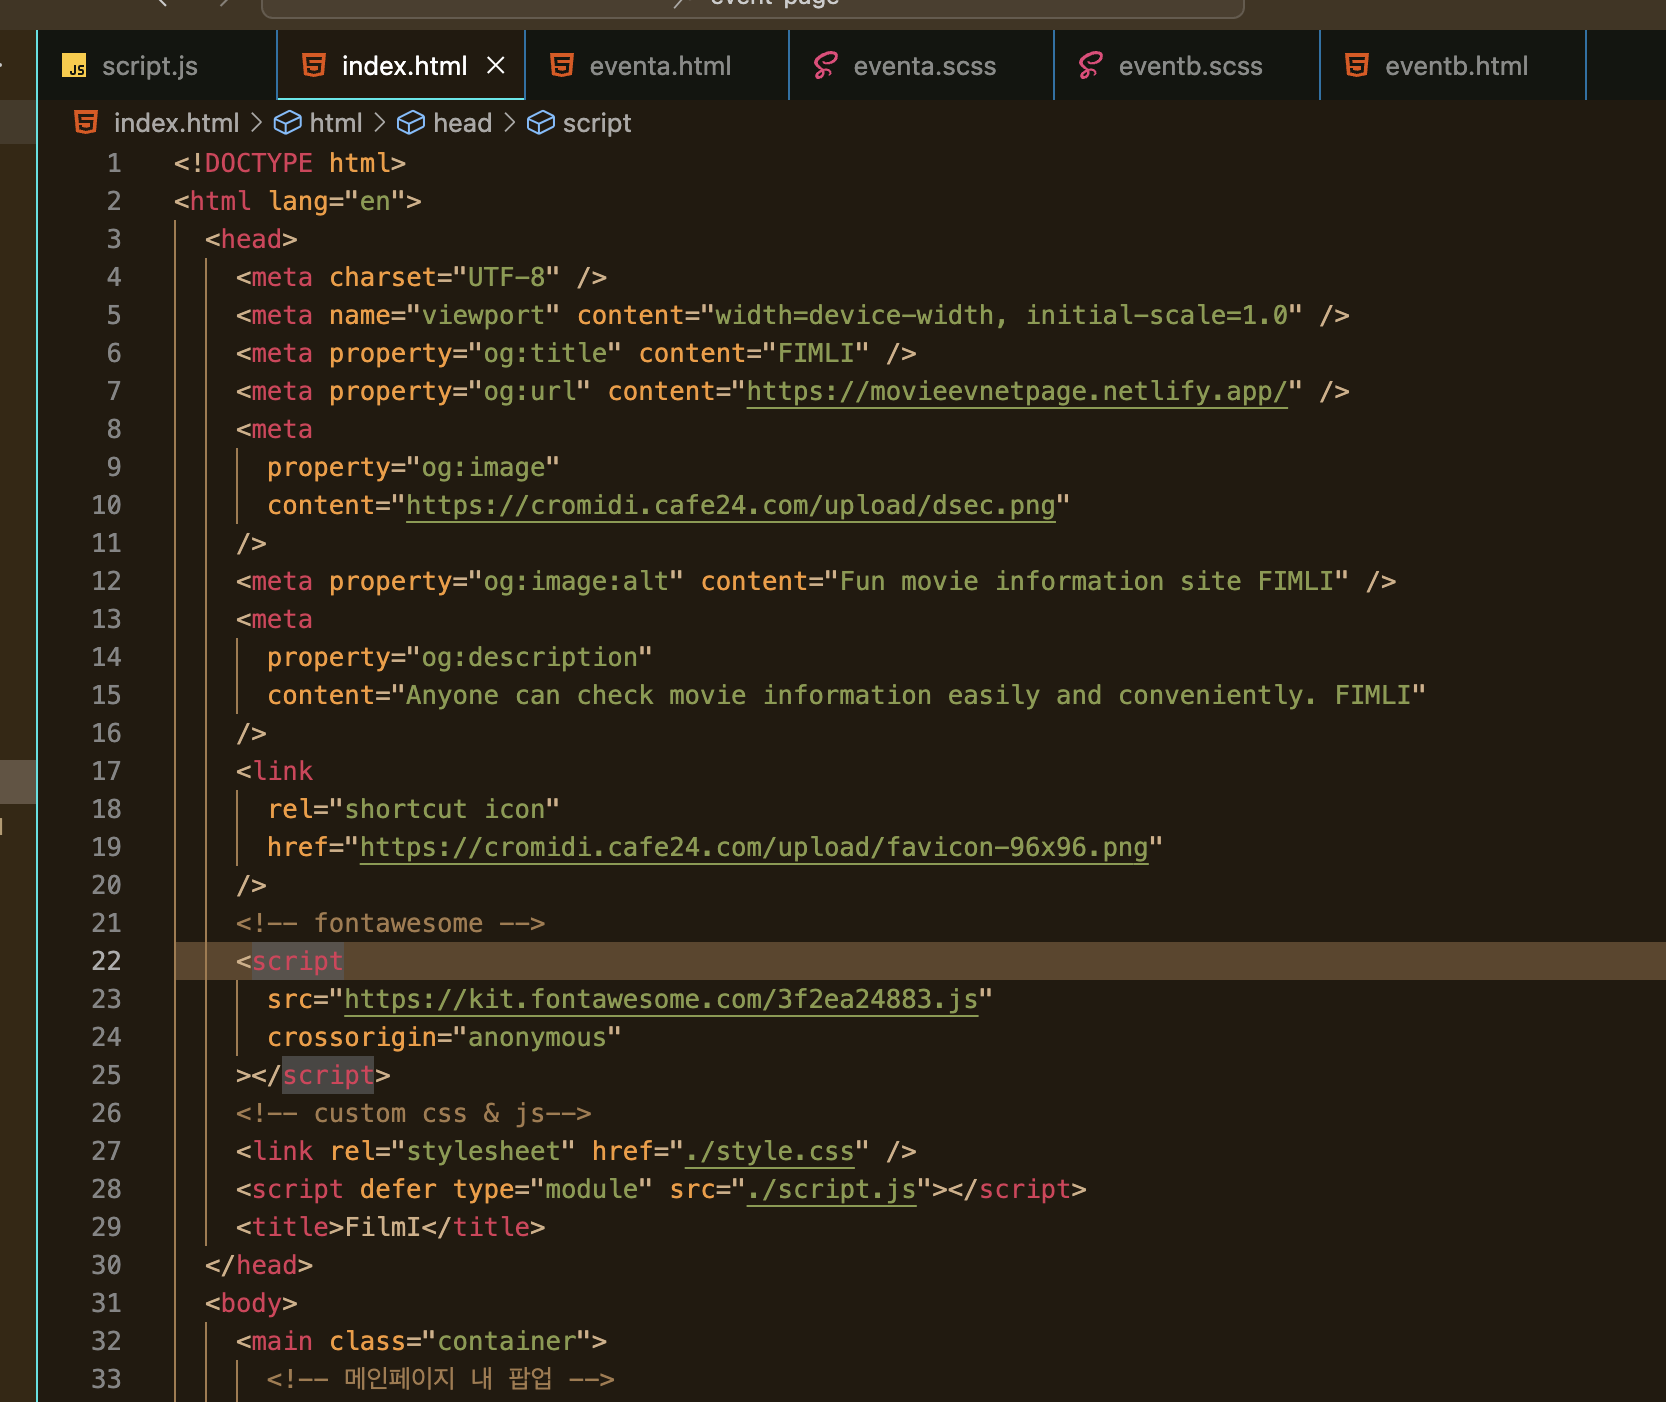 event-page
script.js
index.html
eventa.html
eventa.scss
eventb.scss
eventb.html
index.html > html > head > script
1 <!DOCTYPE html>
2 <html lang="en">
3 <head>
4 <meta charset="UTF-8" />
5 <meta name="viewport" content="width=device-width, initial-scale=1.0" />
6 <meta property="og:title" content="FIMLI" />
7 <meta property="og:url" content="https://movieevnetpage.netlify.app/" />
8 <meta
9 property="og:image"
10 content="https://cromidi.cafe24.com/upload/dsec.png"
11 />
12 <meta property="og:image:alt" content="Fun movie information site FIMLI" />
13 <meta
14 property="og:description"
15 content="Anyone can check movie information easily and conveniently. FIMLI"
16 />
17 <link
18 rel="shortcut icon"
19 href="https://cromidi.cafe24.com/upload/favicon-96x96.png"
20 />
21 <!-- fontawesome -->
22 <script
23 src="https://kit.fontawesome.com/3f2ea24883.js"
24 crossorigin="anonymous"
25 ></script>
26 <!-- custom css & js-->
27 <link rel="stylesheet" href="./style.css" />
28 <script defer type="module" src="./script.js"></script>
29 <title>FilmI</title>
30 </head>
31 <body>
32 <main class="container">
33 <!-- 메인페이지 내 팝업 -->